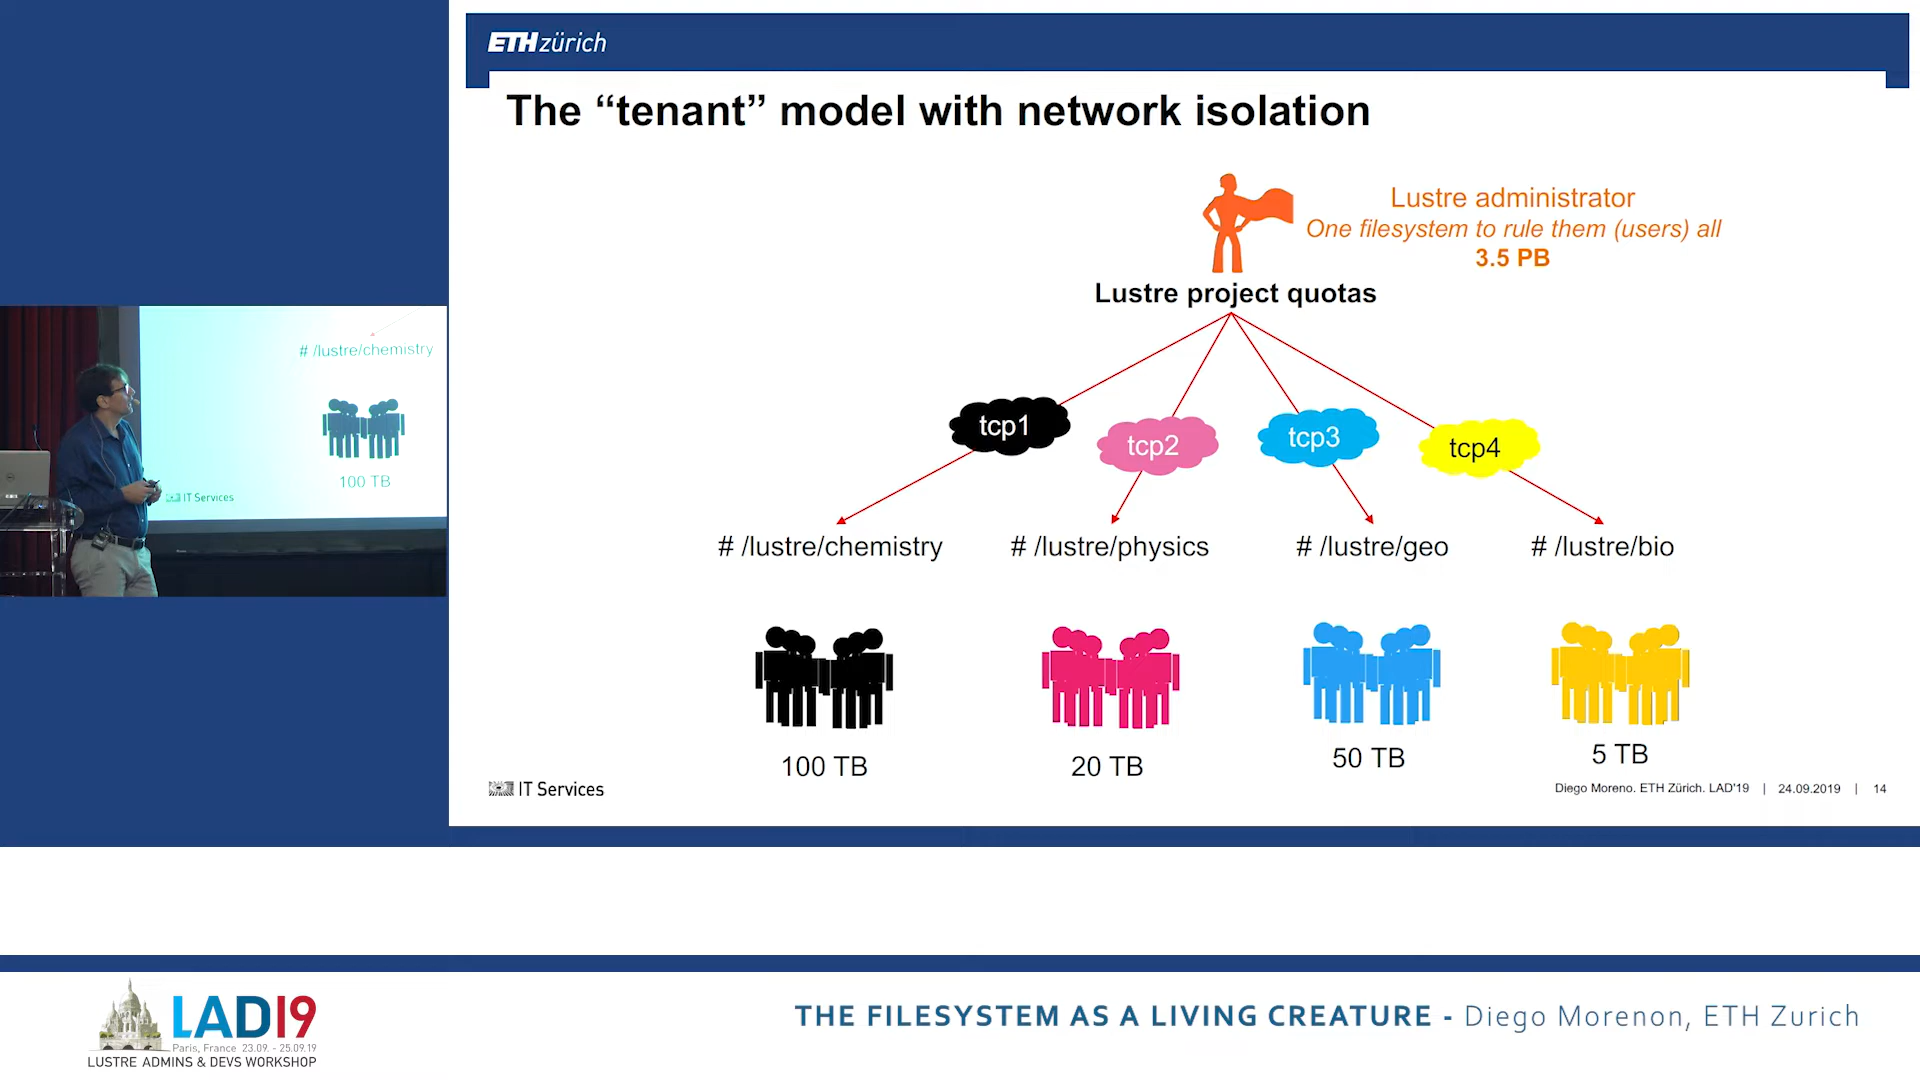 ETH zürich
The “tenant” model with network isolation
Lustre administrator
One filesystem to rule them (users) all
3.5 PB
Lustre project quotas
tcp1
tcp2
tcp3
tcp4
# /lustre/chemistry
# /lustre/physics
# /lustre/geo
# /lustre/bio
100 TB
20 TB
50 TB
5 TB
IT Services
Diego Moreno. ETH Zürich. LAD'19 | 24.09.2019 | 14
# /lustre/chemistry
100 TB
IT Services
LAD19
Paris, France 23.09. - 25.09.19
LUSTRE ADMINS & DEVS WORKSHOP
THE FILESYSTEM AS A LIVING CREATURE - Diego Morenon, ETH Zurich